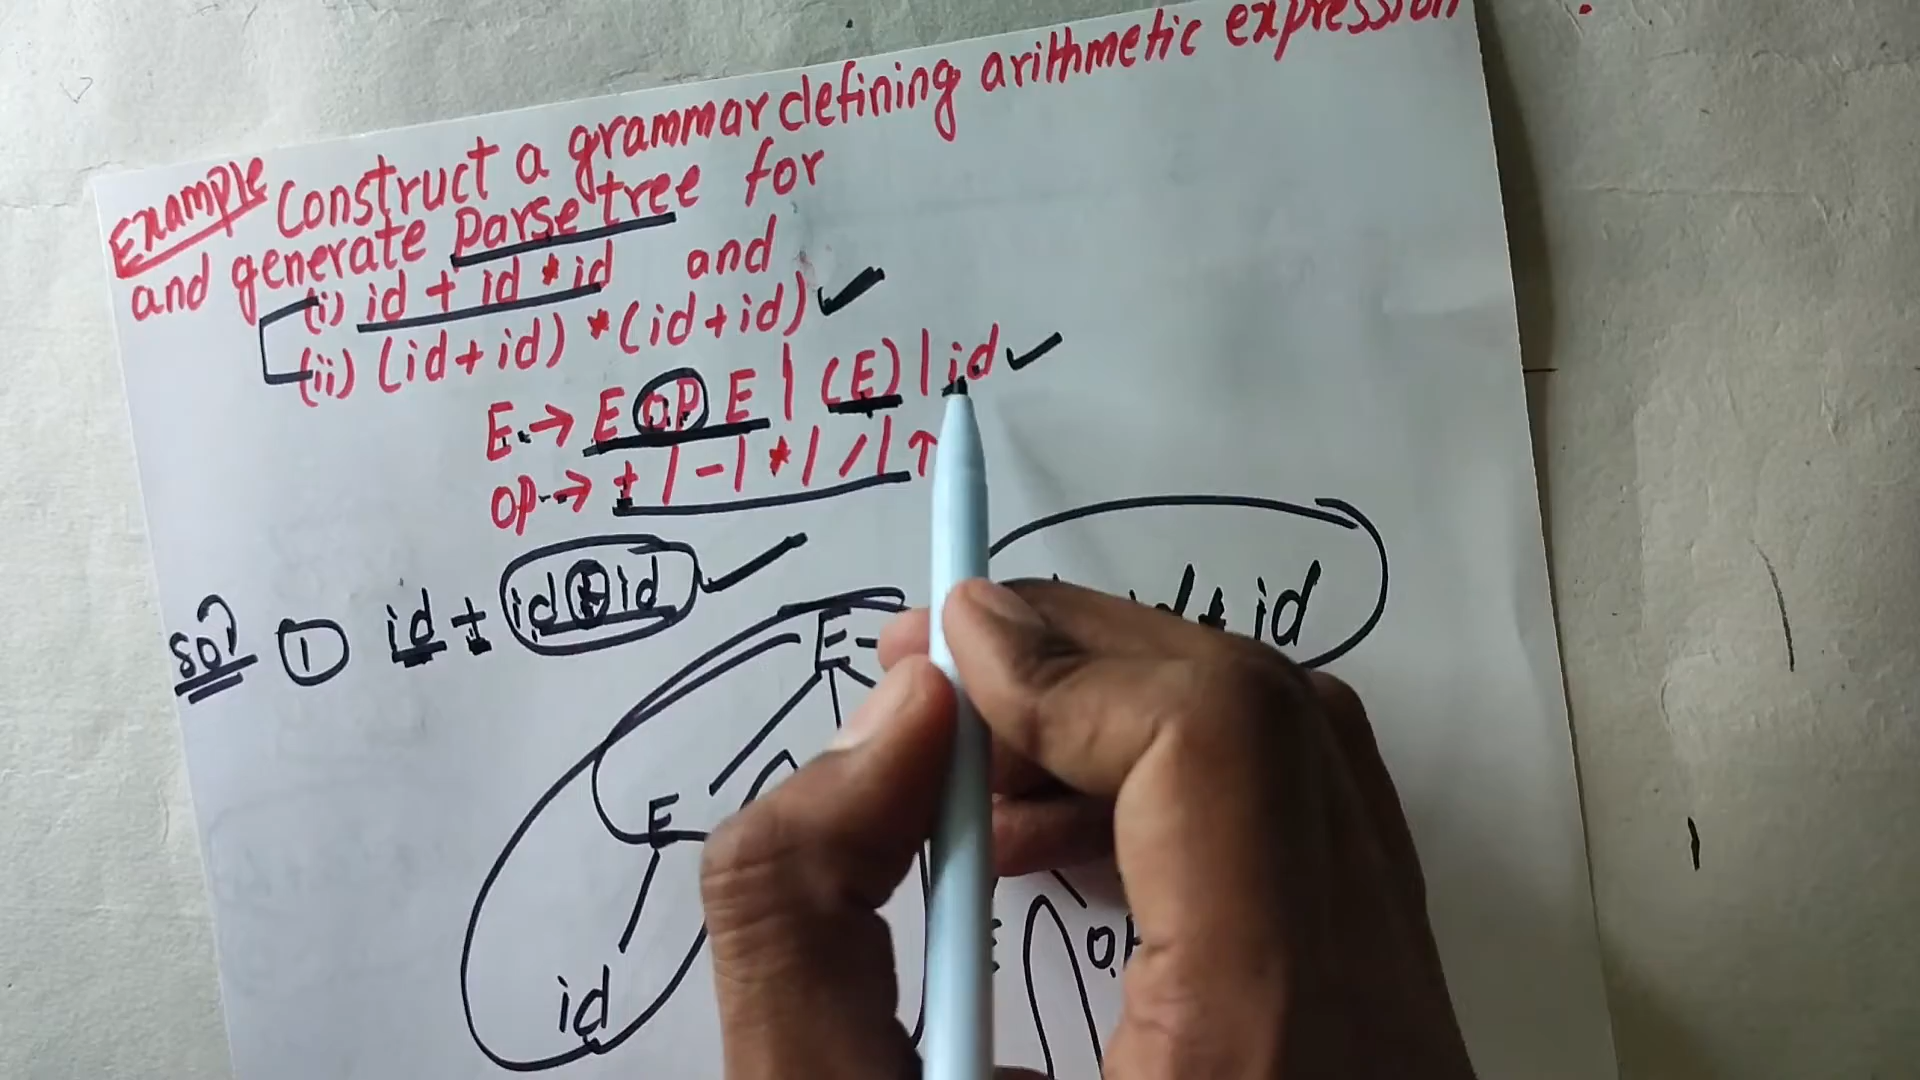 Example Construct a grammar defining arithmetic expression
and generate parse tree for
(i) id + id * id and
(ii) (id+id) * (id+id)
E → E OP E | (E) | id
OP → + | - | * | / | ↑
Sol ① id + id + id
id + id
E
E
id
E